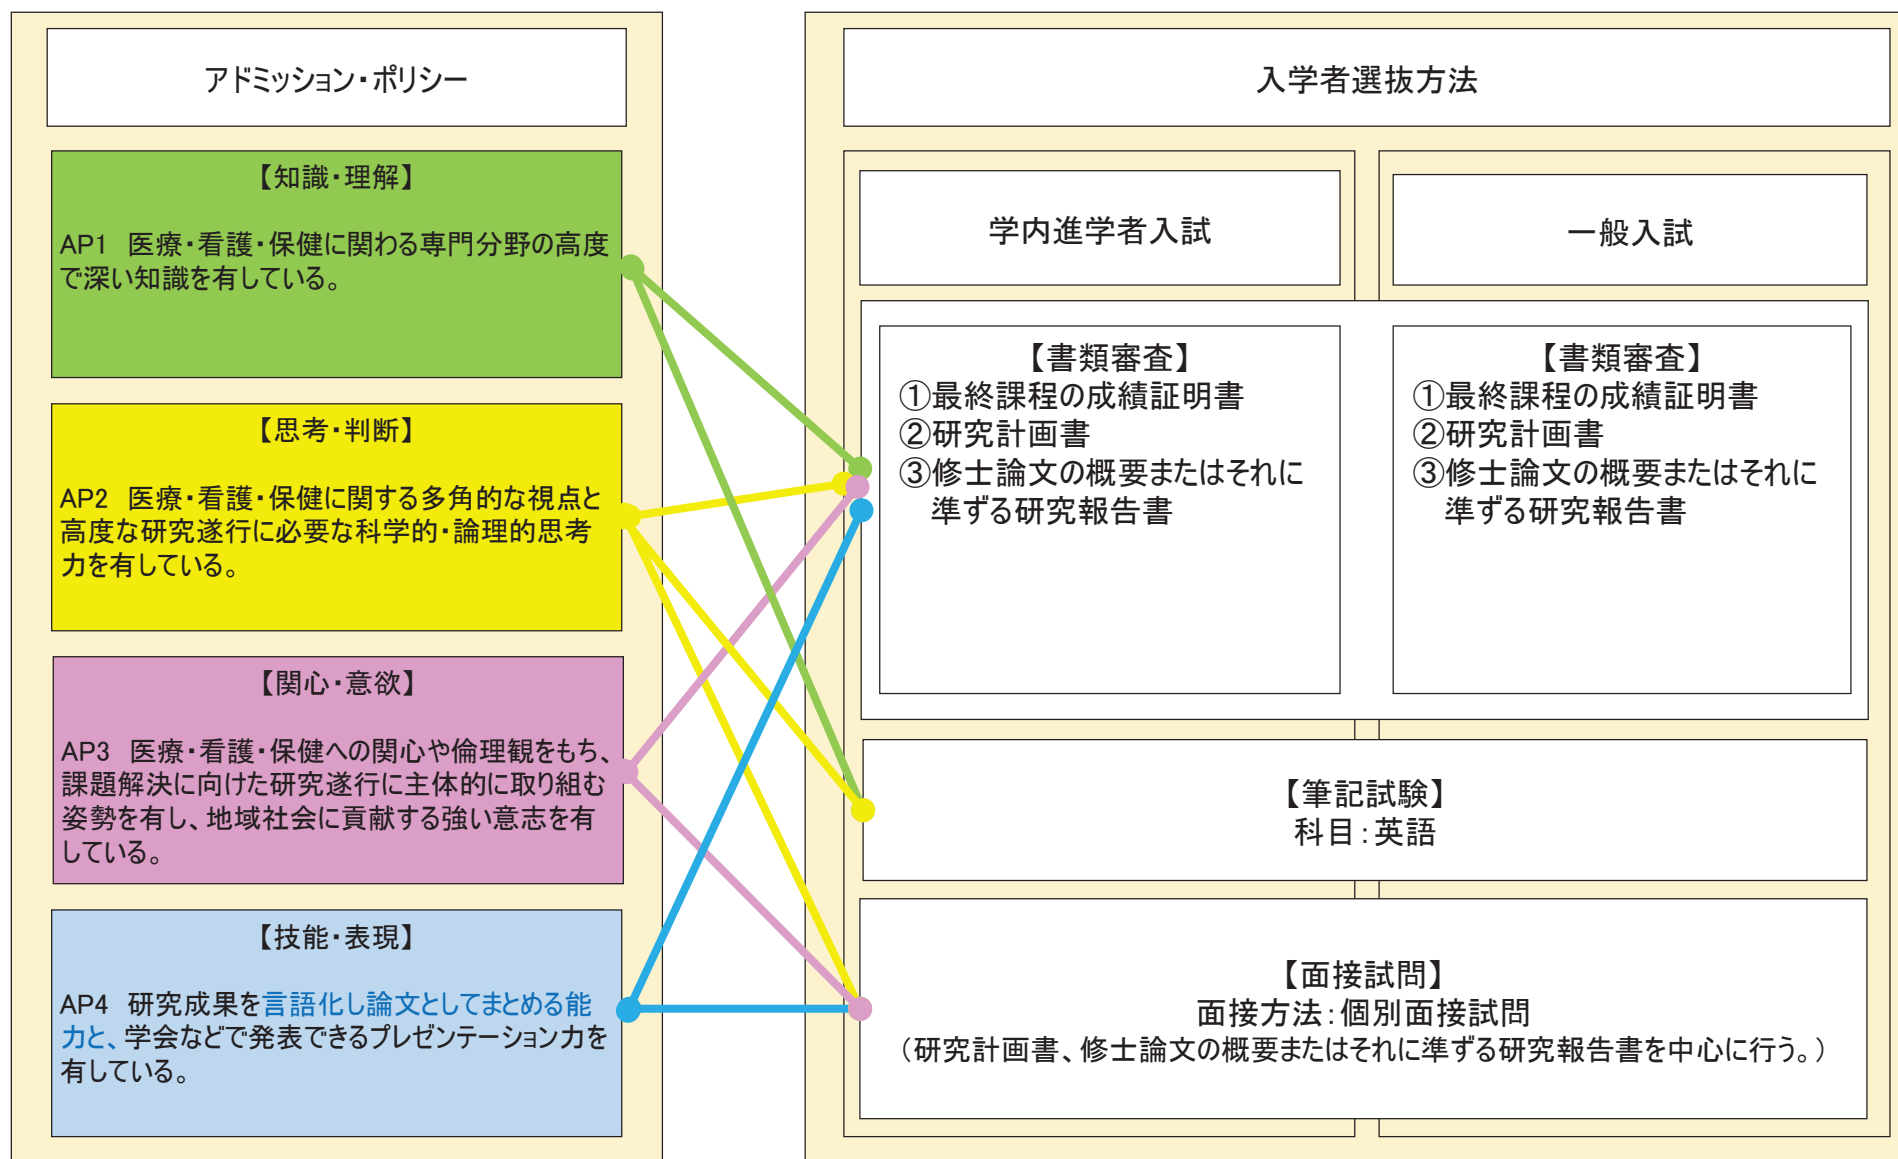 アドミッション・ポリシー
【知識・理解】
AP1　医療・看護・保健に関わる専門分野の高度
で深い知識を有している。
【思考・判断】
AP2　医療・看護・保健に関する多角的な視点と
高度な研究遂行に必要な科学的・論理的思考
力を有している。
【関心・意欲】
AP3　医療・看護・保健への関心や倫理観をもち、
課題解決に向けた研究遂行に主体的に取り組む
姿勢を有し、地域社会に貢献する強い意志を有
している。
【技能・表現】
AP4　研究成果を言語化し論文としてまとめる能
力と、学会などで発表できるプレゼンテーション力を
有している。
入学者選抜方法
学内進学者入試
一般入試
【書類審査】
①最終課程の成績証明書
②研究計画書
③修士論文の概要またはそれに
準ずる研究報告書
【書類審査】
①最終課程の成績証明書
②研究計画書
③修士論文の概要またはそれに
準ずる研究報告書
【筆記試験】
科目：英語
【面接試問】
面接方法：個別面接試問
（研究計画書、修士論文の概要またはそれに準ずる研究報告書を中心に行う。）